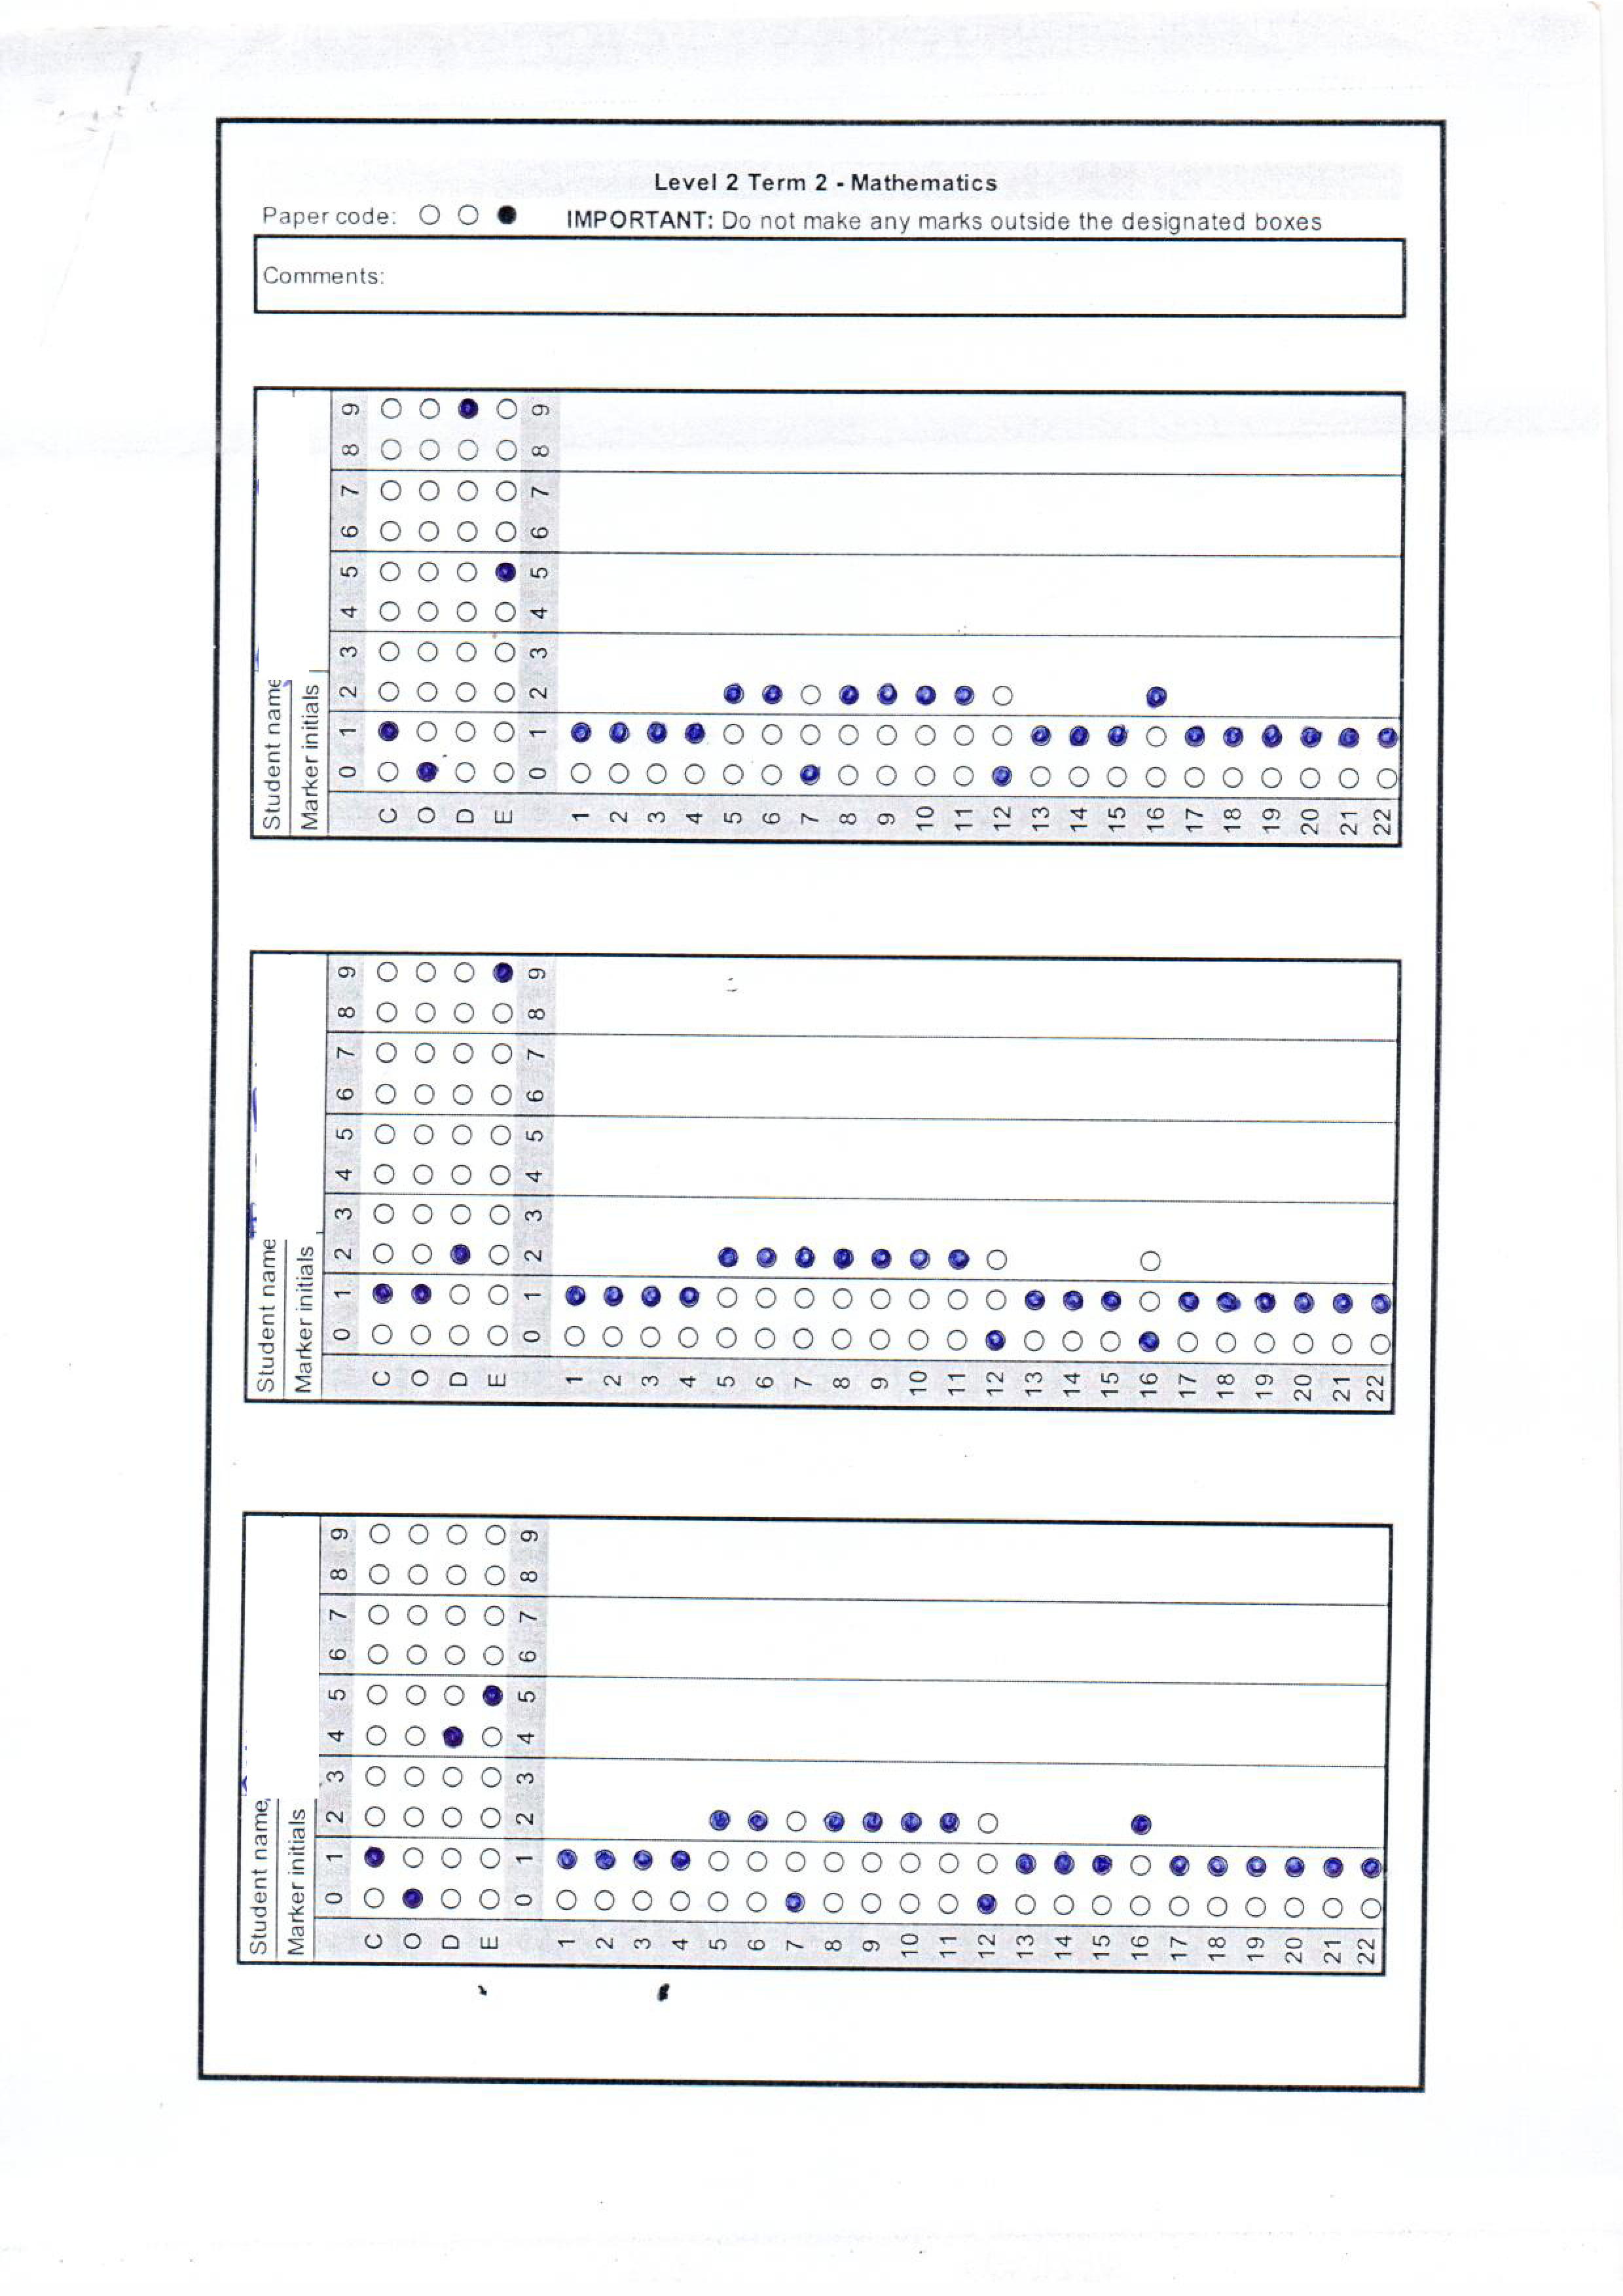 Level 2 Term 2 - Mathematics
Paper code:
IMPORTANT: Do not make any marks outside the designated boxes
Comments:
Student name
Marker initials
0 1 2 3 4 5 6 7 8 9
C
O
D
E
0 1 2 3 4 5 6 7 8 9
1
2
3
4
5
6
7
8
9
10
11
12
13
14
15
16
17
18
19
20
21
22
Student name
Marker initials
0 1 2 3 4 5 6 7 8 9
C
O
D
E
0 1 2 3 4 5 6 7 8 9
1
2
3
4
5
6
7
8
9
10
11
12
13
14
15
16
17
18
19
20
21
22
Student name
Marker initials
0 1 2 3 4 5 6 7 8 9
C
O
D
E
0 1 2 3 4 5 6 7 8 9
1
2
3
4
5
6
7
8
9
10
11
12
13
14
15
16
17
18
19
20
21
22